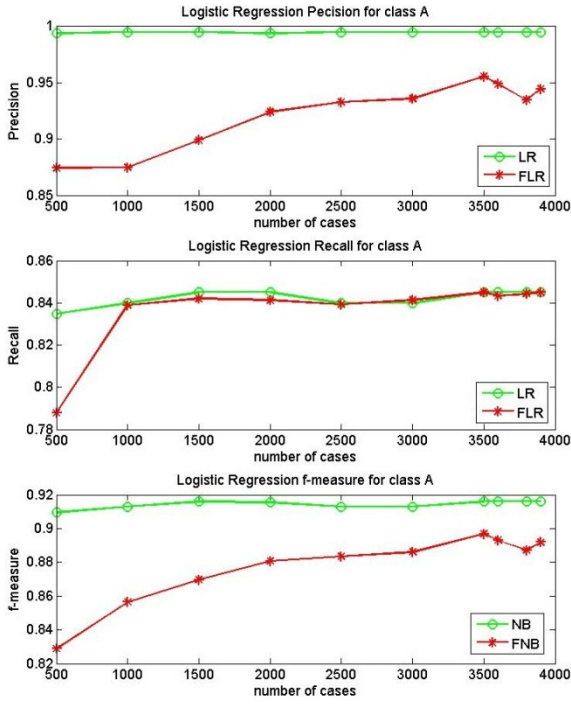 Logistic Regression Pecision for class A
1
0.95
0.9
0.85
Precision
LR
FLR
500 1000 1500 2000 2500 3000 3500 4000
number of cases
Logistic Regression Recall for class A
0.86
0.84
0.82
0.8
0.78
Recall
LR
FLR
500 1000 1500 2000 2500 3000 3500 4000
number of cases
Logistic Regression f-measure for class A
0.92
0.9
0.88
0.86
0.84
0.82
f-measure
NB
FNB
500 1000 1500 2000 2500 3000 3500 4000
number of cases